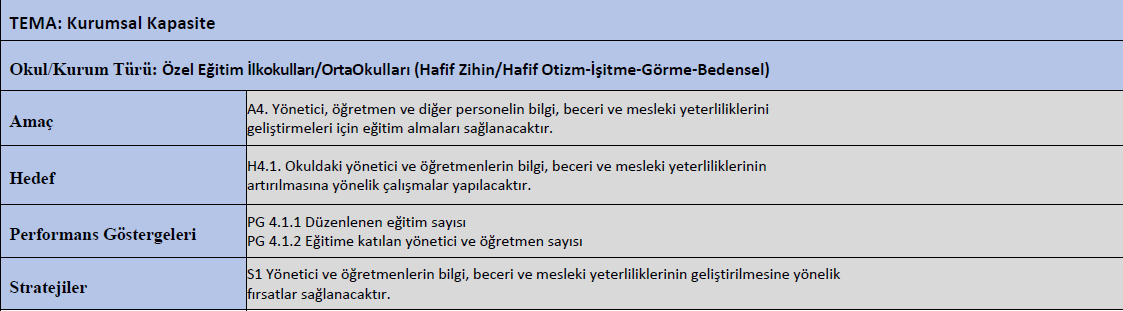 TEMA: Kurumsal Kapasite
Okul/Kurum Türü: Özel Eğitim İlkokulları/OrtaOkulları (Hafif Zihin/Hafif Otizm-İşitme-Görme-Bedensel)
Amaç
A4. Yönetici, öğretmen ve diğer personelin bilgi, beceri ve mesleki yeterliliklerini
geliştirmeleri için eğitim almaları sağlanacaktır.
Hedef
H4.1. Okuldaki yönetici ve öğretmenlerin bilgi, beceri ve mesleki yeterliliklerinin
artırılmasına yönelik çalışmalar yapılacaktır.
Performans Göstergeleri
PG 4.1.1 Düzenlenen eğitim sayısı
PG 4.1.2 Eğitime katılan yönetici ve öğretmen sayısı
Stratejiler
S1 Yönetici ve öğretmenlerin bilgi, beceri ve mesleki yeterliliklerinin geliştirilmesine yönelik
fırsatlar sağlanacaktır.